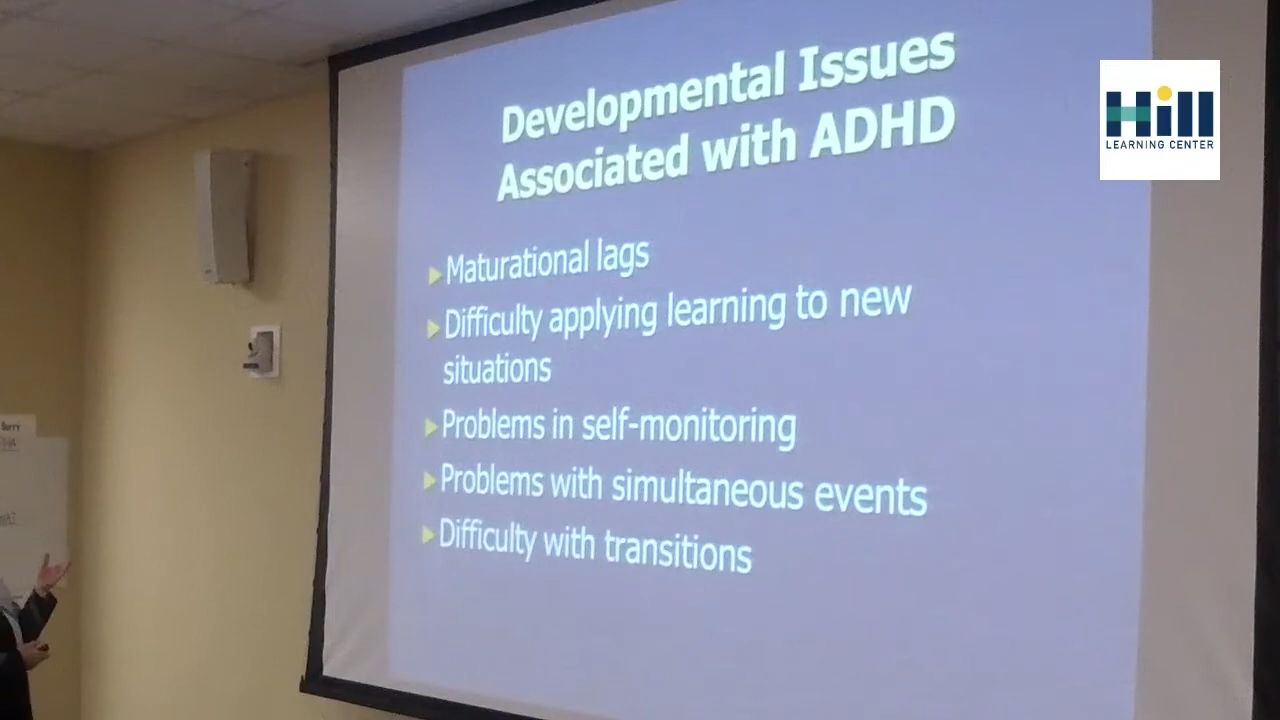 Developmental Issues
Associated with ADHD
Hill
LEARNING CENTER
Maturational lags
Difficulty applying learning to new
situations
Problems in self-monitoring
Problems with simultaneous events
Difficulty with transitions